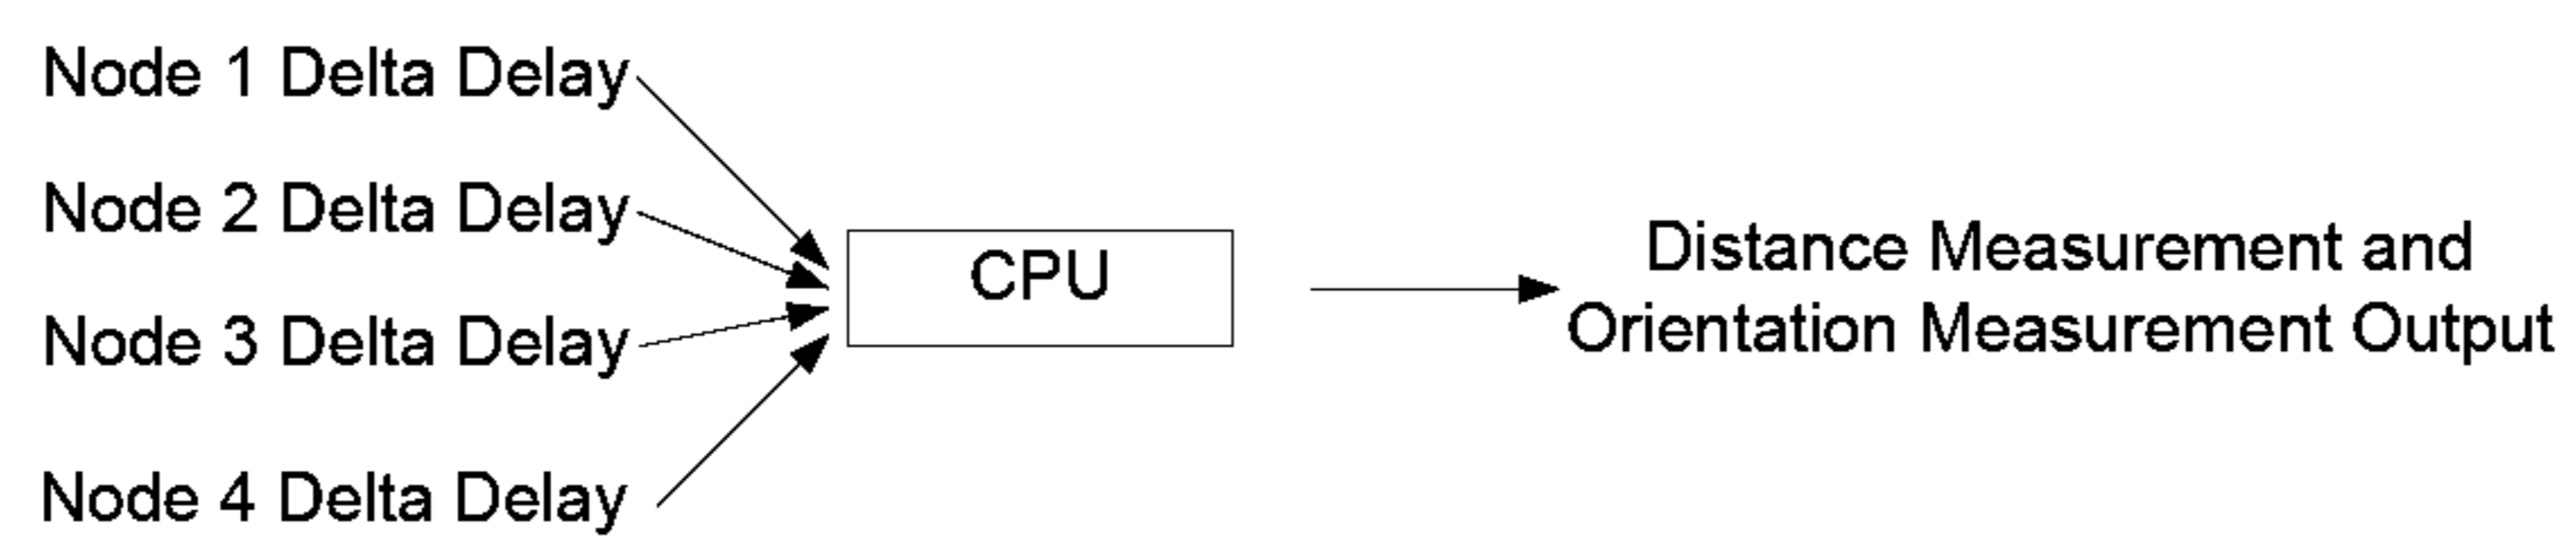 Node 1 Delta Delay
Node 2 Delta Delay
Node 3 Delta Delay
Node 4 Delta Delay
CPU
Distance Measurement and
Orientation Measurement Output